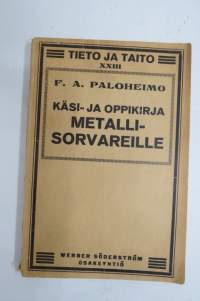 TIETO JA TAITO
XXIII
F. A. PALOHEIMO
KÄSI- JA OPPIKIRJA
METALLI-
SORVAREILLE
WERNER SÖDERSTRÖM
OSAKEYHTIÖ